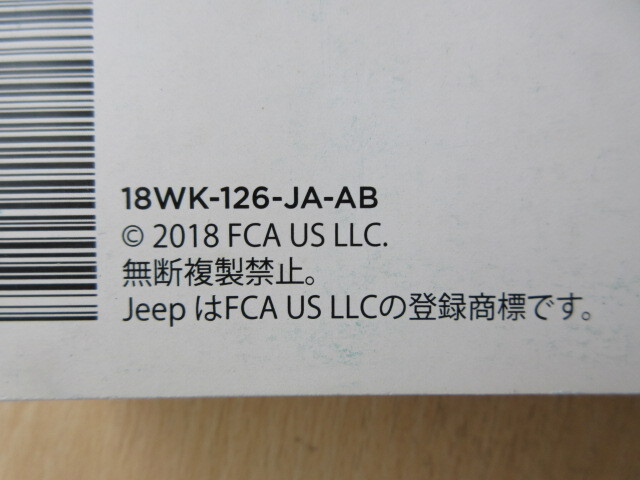 18WK-126-JA-AB
© 2018 FCA US LLC.
無断複製禁止。
Jeep はFCA US LLCの登録商標です。